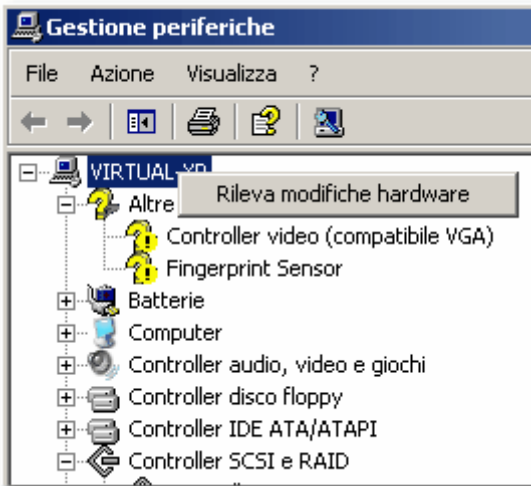 Gestione periferiche
File Azione Visualizza ?
VIRTUAL-XP
Rileva modifiche hardware
Altre
Controller video (compatibile VGA)
Fingerprint Sensor
Batterie
Computer
Controller audio, video e giochi
Controller disco floppy
Controller IDE ATA/ATAPI
Controller SCSI e RAID